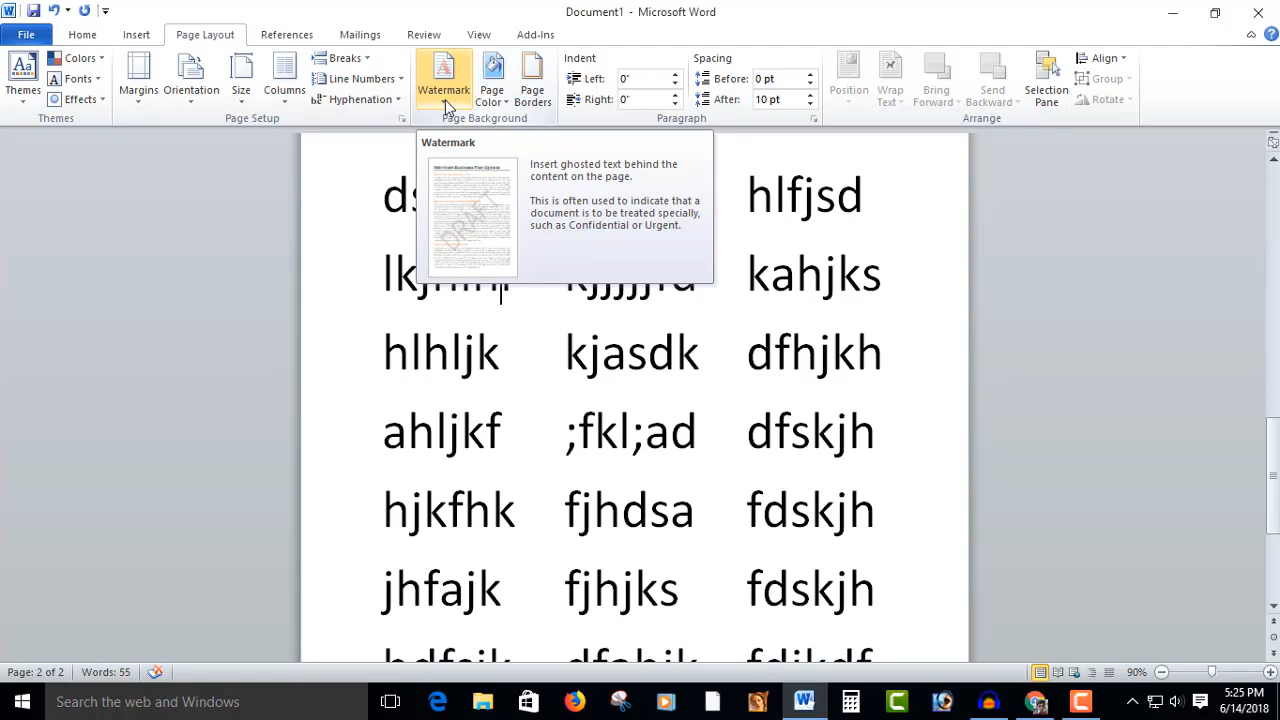 Document1 - Microsoft Word
File Home Insert Page Layout References Mailings Review View Add-Ins
Themes
Colors
Fonts
Effects
Themes
Margins
Orientation
Size
Columns
Breaks
Line Numbers
Hyphenation
Page Setup
Watermark
Page
Color
Page
Borders
Page Background
Indent
Left: 0"
Right: 0"
Spacing
Before: 0 pt
After: 10 pt
Paragraph
Position
Wrap
Text
Bring
Forward
Send
Backward
Selection
Pane
Align
Group
Rotate
Arrange
Watermark
Insert ghosted text behind the
content on the page.
This is often used to indicate that a
document is to be treated specially,
such as Confidential or Urgent.
DRAFT
hlfjsd
kahjks
hlhljk kjasdk dfhjkh
ahljkf ;fkl;ad dfskjh
hjkfhk fjhdsa fdskjh
jhfajk fjhjks fdskjh
Page: 2 of 2 Words: 55 90%
Search the web and Windows
5:25 PM
6/14/2018